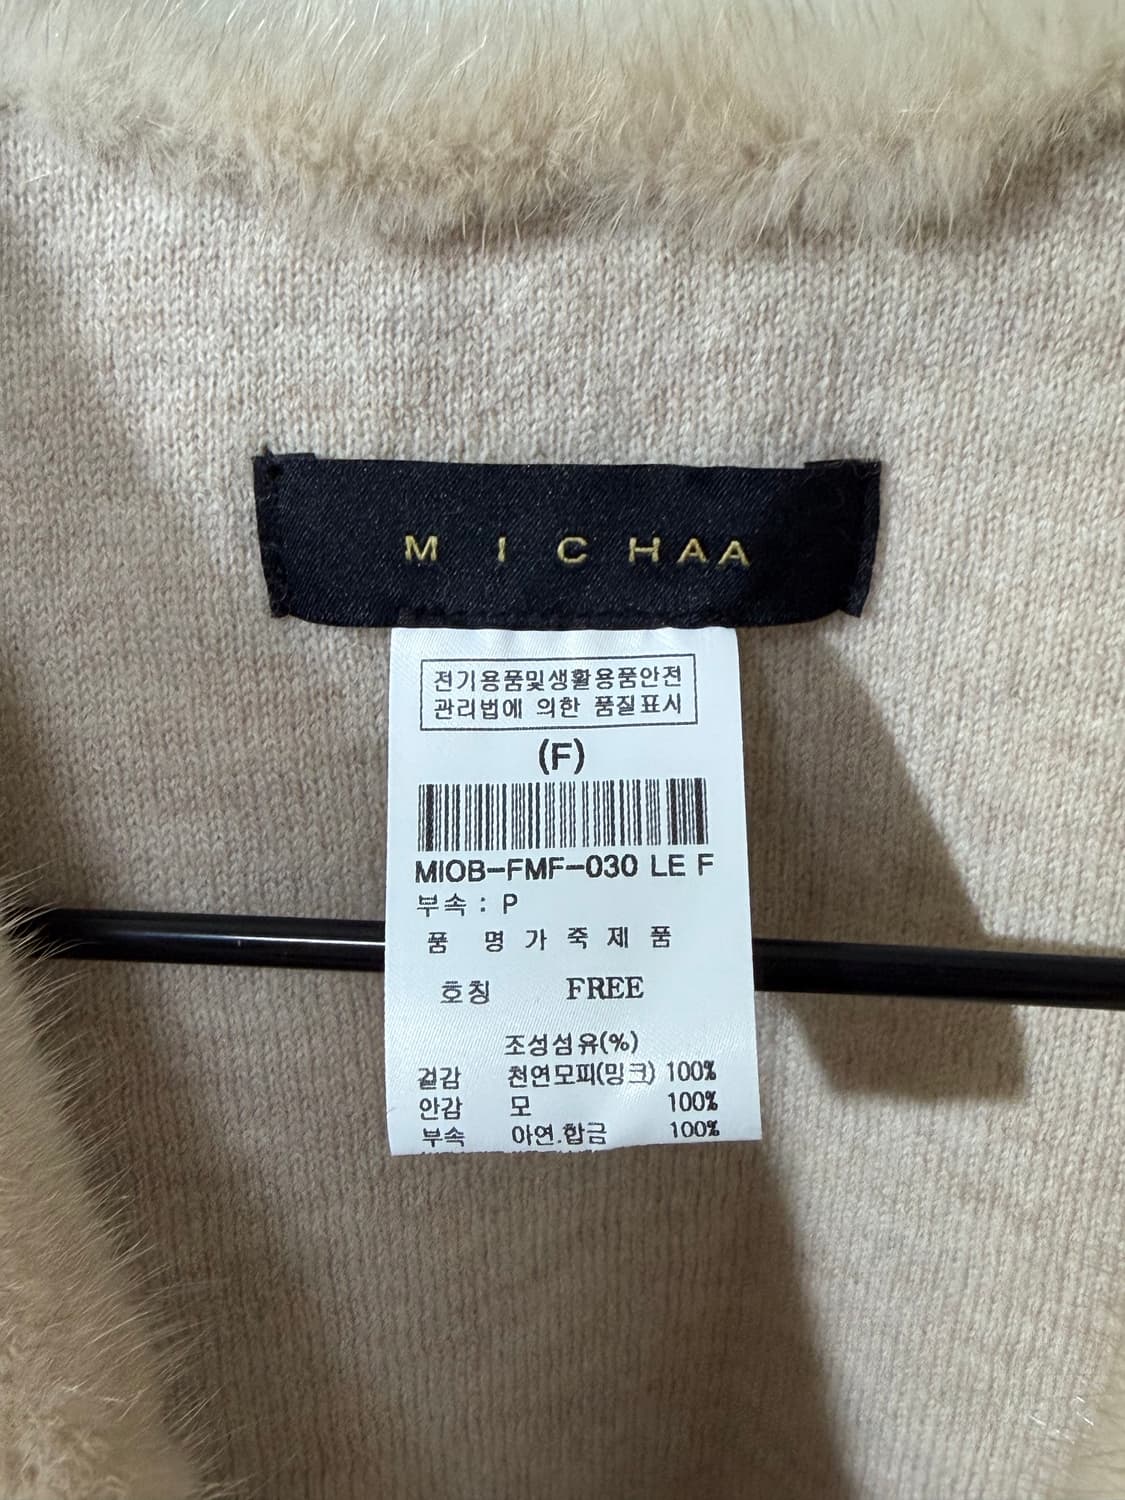 MICHAA
전기용품및생활용품안전
관리법에 의한 품질표시
(F)
MIOB-FMF-030 LE F
부속 : P
품 명 가 죽 제 품
호칭 FREE
조성섬유(%)
겉감 천연모피(밍크) 100%
안감 모 100%
부속 아연.합금 100%